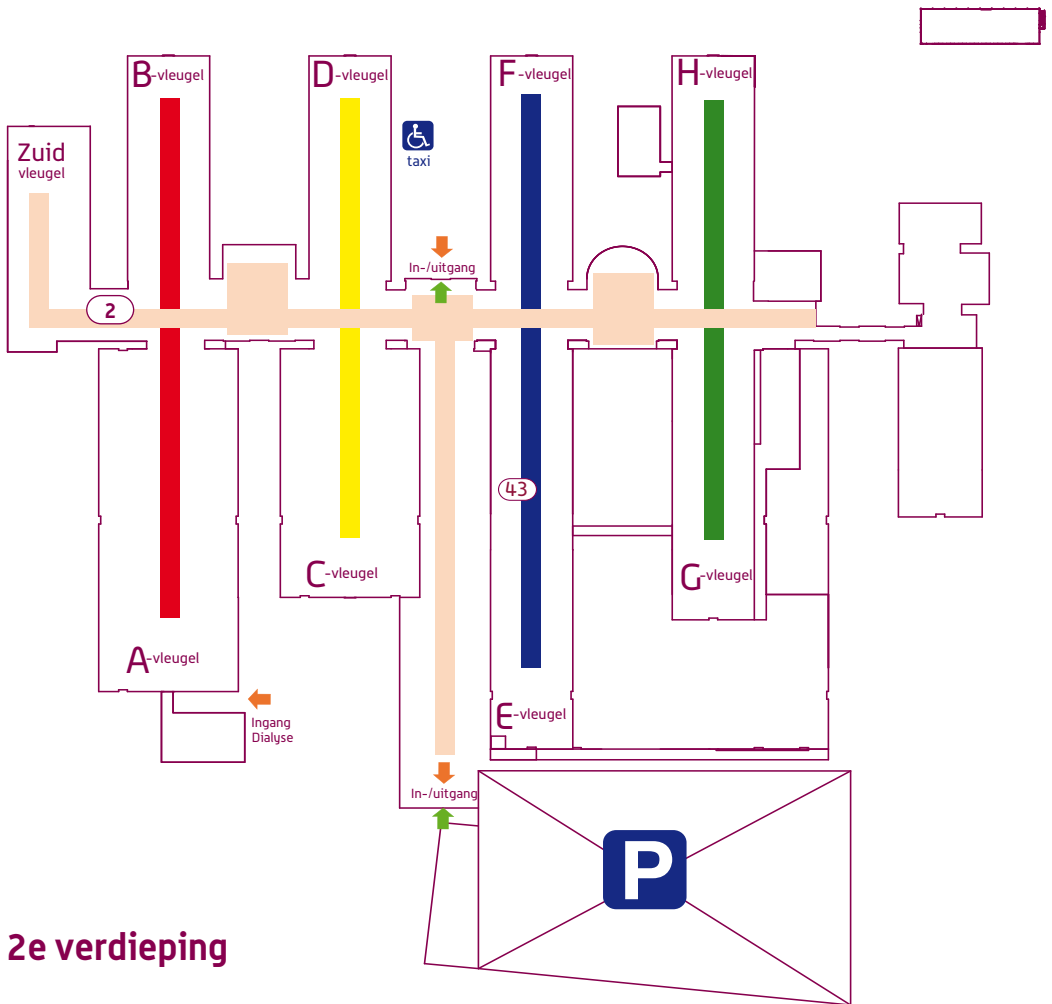 B-vleugel
D-vleugel
F-vleugel
H-vleugel
Zuid
vleugel
taxi
In-/uitgang
2
43
C-vleugel
G-vleugel
A-vleugel
E-vleugel
Ingang
Dialyse
In-/uitgang
P
2e verdieping